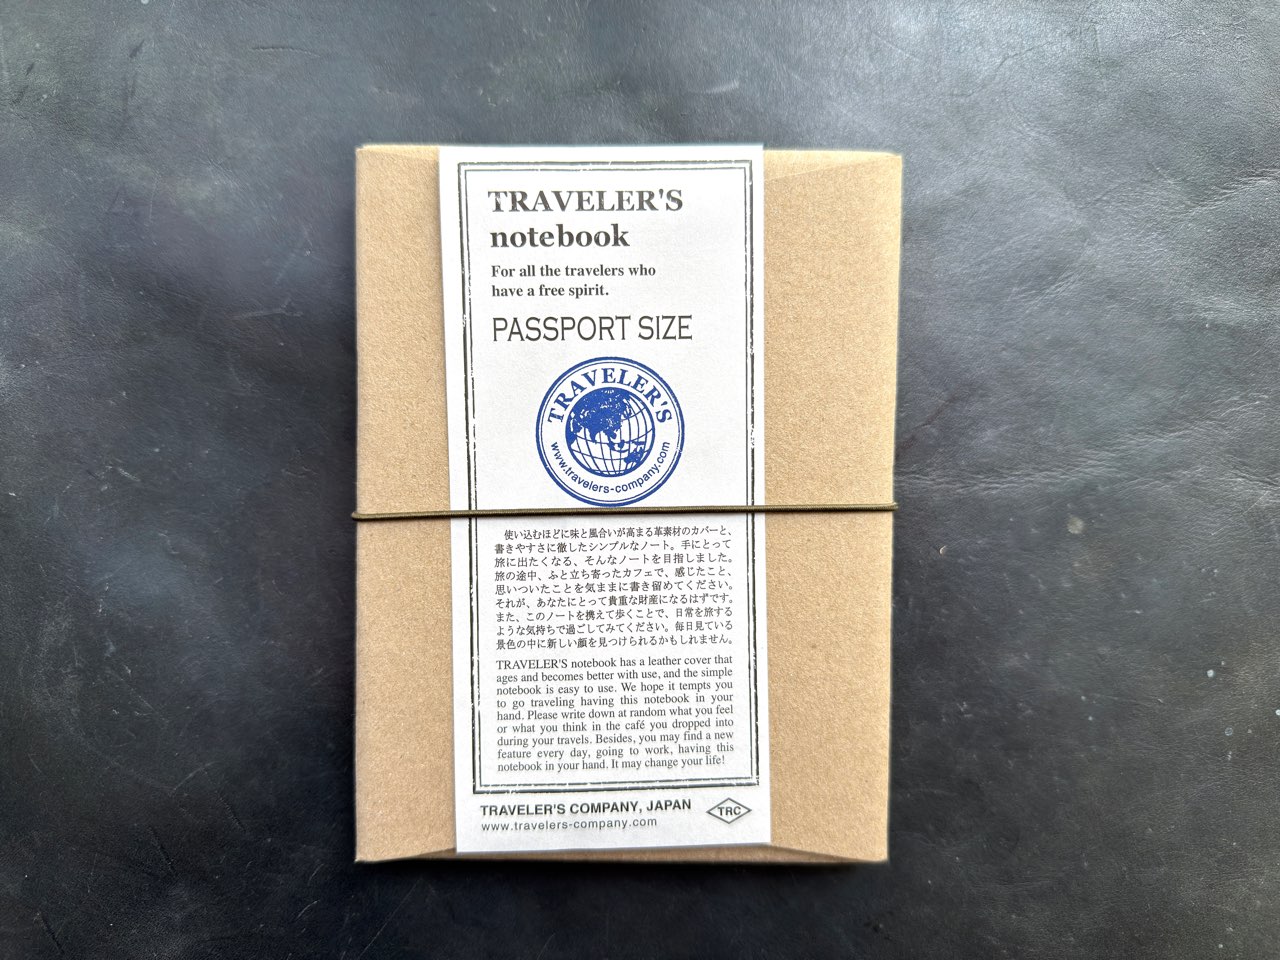 TRAVELER'S
notebook
For all the travelers who
have a free spirit.
PASSPORT SIZE
TRAVELER'S
www.travelers-company.com
使い込むほどに味と風合いが高まる革素材のカバーと、
書きやすさに徹したシンプルなノート。手にとって
旅に出たくなる、そんなノートを目指しました。
旅の途中、ふと立ち寄ったカフェで、感じたこと、
思いついたことを気ままに書き留めてください。
それが、あなたにとって貴重な財産になるはずです。
また、このノートを携えて歩くことで、日常を旅する
ような気持ちで過ごしてみてください。毎日見ている
景色の中に新しい顔を見つけられるかもしれません。
TRAVELER'S notebook has a leather cover that
ages and becomes better with use, and the simple
notebook is easy to use. We hope it tempts you
to go traveling having this notebook in your
hand. Please write down at random what you feel
or what you think in the café you dropped into
during your travels. Besides, you may find a new
feature every day, going to work, having this
notebook in your hand. It may change your life!
TRAVELER'S COMPANY, JAPAN
TRC
www.travelers-company.com